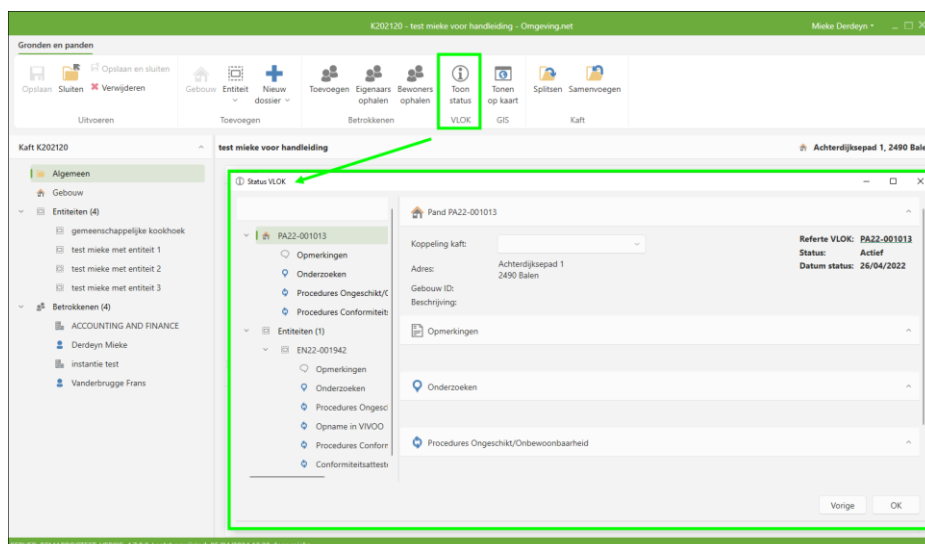 K202120 - test mieke voor handleiding - Omgeving.net
Mieke Derdeyn
Gronden en panden
Opslaan
Sluiten
Opslaan en sluiten
Verwijderen
Uitvoeren
Gebouw
Entiteit
Nieuw dossier
Toevoegen
Toevoegen
Eigenaars ophalen
Bewoners ophalen
Betrokkenen
Toon status
VLOK
Tonen op kaart
GIS
Splitsen
Samenvoegen
Kaft
Kaft K202120
test mieke voor handleiding
Achterdijksepad 1, 2490 Bale
Algemeen
Gebouw
Entiteiten (4)
gemeenschappelijke kookhoek
test mieke met entiteit 1
test mieke met entiteit 2
test mieke met entiteit 3
Betrokkenen (4)
ACCOUNTING AND FINANCE
Derdeyn Mieke
instantie test
Vanderbrugge Frans
Status VLOK
PA22-001013
Opmerkingen
Onderzoeken
Procedures Ongeschikt/O
Procedures Conformiteit
Entiteiten (1)
EN22-001942
Opmerkingen
Onderzoeken
Procedures Ongesch
Opname in VIVOO
Procedures Conform
Conformiteitsatteste
Pand PA22-001013
Koppeling kaft:
Adres:
Achterdijksepad 1
2490 Balen
Gebouw ID:
Beschrijving:
Referte VLOK: PA22-001013
Status: Actief
Datum status: 26/04/2022
Opmerkingen
Onderzoeken
Procedures Ongeschikt/Onbewoonbaarheid
Vorige
OK